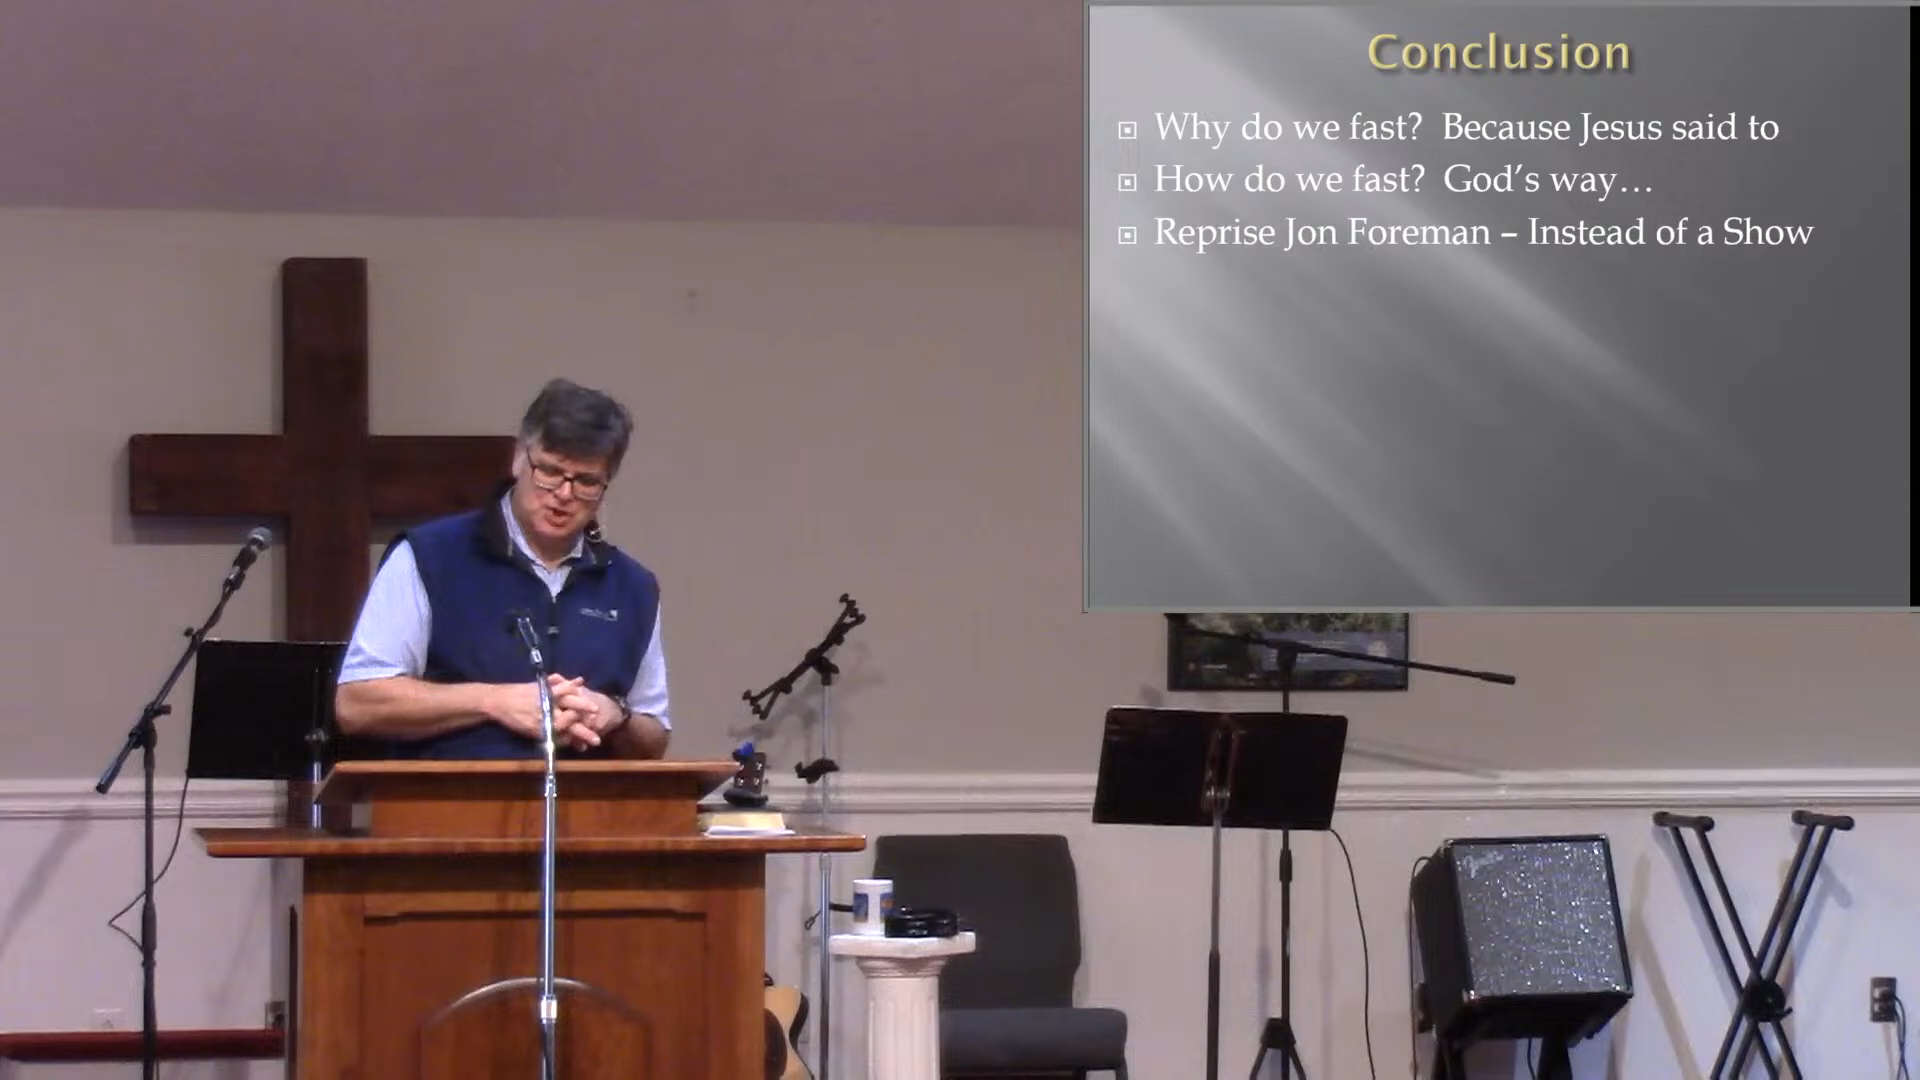 Conclusion
Why do we fast?  Because Jesus said to
How do we fast?  God's way…
Reprise Jon Foreman – Instead of a Show